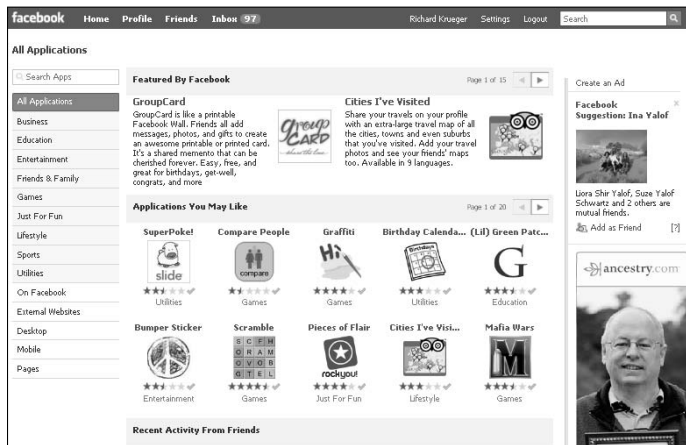 facebook Home Profile Friends Inbox 97 Richard Krueger Settings Logout Search
All Applications
Search Apps
All Applications
Business
Education
Entertainment
Friends & Family
Games
Just For Fun
Lifestyle
Sports
Utilities
On Facebook
External Websites
Desktop
Mobile
Pages
Featured By Facebook Page 1 of 15
GroupCard
GroupCard is like a printable
Facebook Wall. Friends all add
messages, photos, and gifts to create
an awesome printable or printed card.
It's a shared memento that can be
cherished forever. Easy, free, and
great for birthdays, get-well,
congrats, and more
Group
CARD
Cities I've Visited
Share your travels on your profile
with an extra-large travel map of all
the cities, towns and even suburbs
that you've visited. Add your travel
photos and see your friends' maps
too. Available in 9 languages.
Applications You May Like Page 1 of 20
SuperPoke! Compare People Graffiti Birthday Calenda... (Lil) Green Patc...
slide compare Hi Birthdays G
Utilities Games Games Utilities Education
Bumper Sticker Scramble Pieces of Flair Cities I've Visi... Mafia Wars
S C F H
O R A M
O V O B
G T E L
rockyou!
M
Entertainment Games Just For Fun Lifestyle Games
Recent Activity From Friends
Create an Ad
Facebook
Suggestion: Ina Yalof
Liora Shir Yalof, Suze Yalof
Schwartz and 2 others are
mutual friends.
Add as Friend [?]
ancestry.com